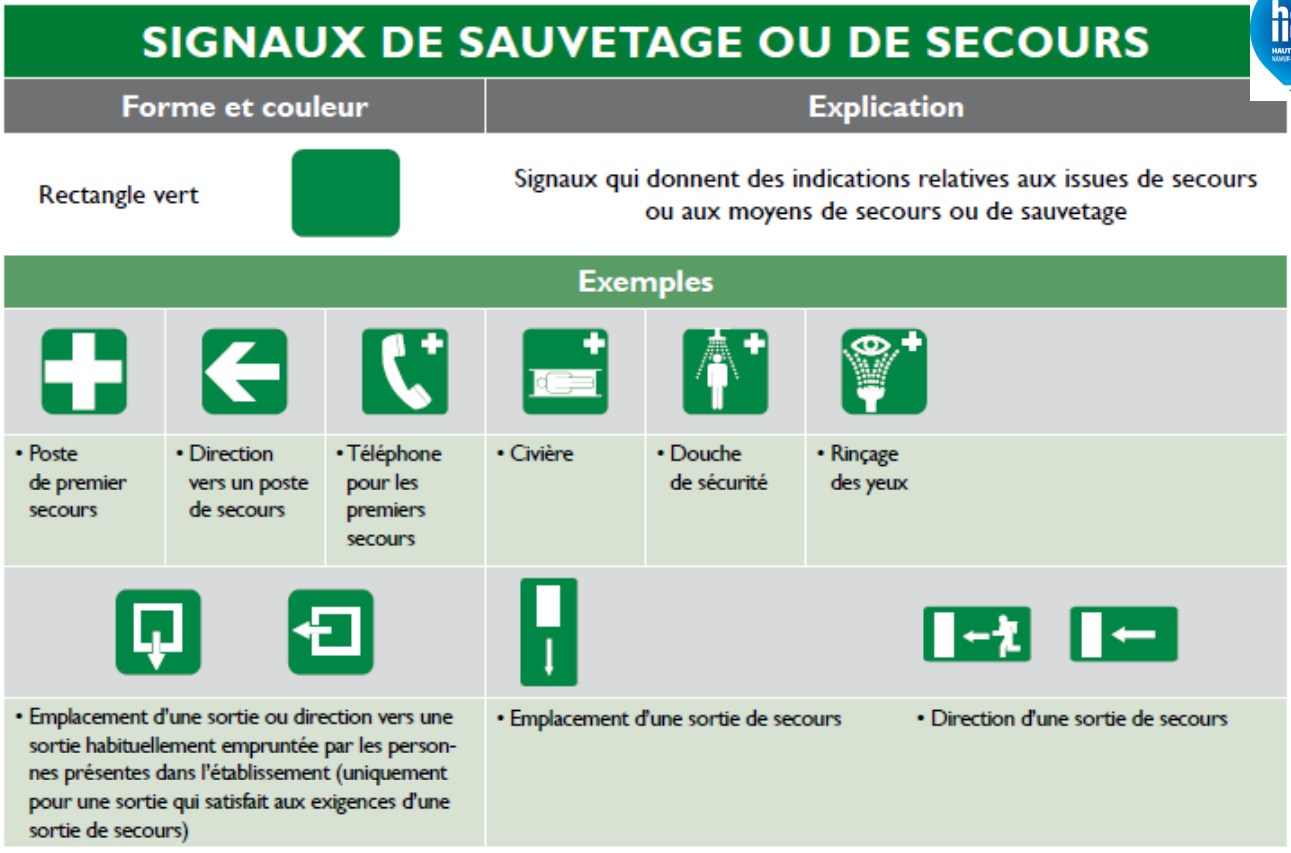 SIGNAUX DE SAUVETAGE OU DE SECOURS
Forme et couleur
Explication
Rectangle vert
Signaux qui donnent des indications relatives aux issues de secours
ou aux moyens de secours ou de sauvetage
Exemples
• Poste
de premier
secours
• Direction
vers un poste
de secours
• Téléphone
pour les
premiers
secours
• Civière
• Douche
de sécurité
• Rinçage
des yeux
• Emplacement d'une sortie ou direction vers une
sortie habituellement empruntée par les person-
nes présentes dans l'établissement (uniquement
pour une sortie qui satisfait aux exigences d'une
sortie de secours)
• Emplacement d'une sortie de secours
• Direction d'une sortie de secours